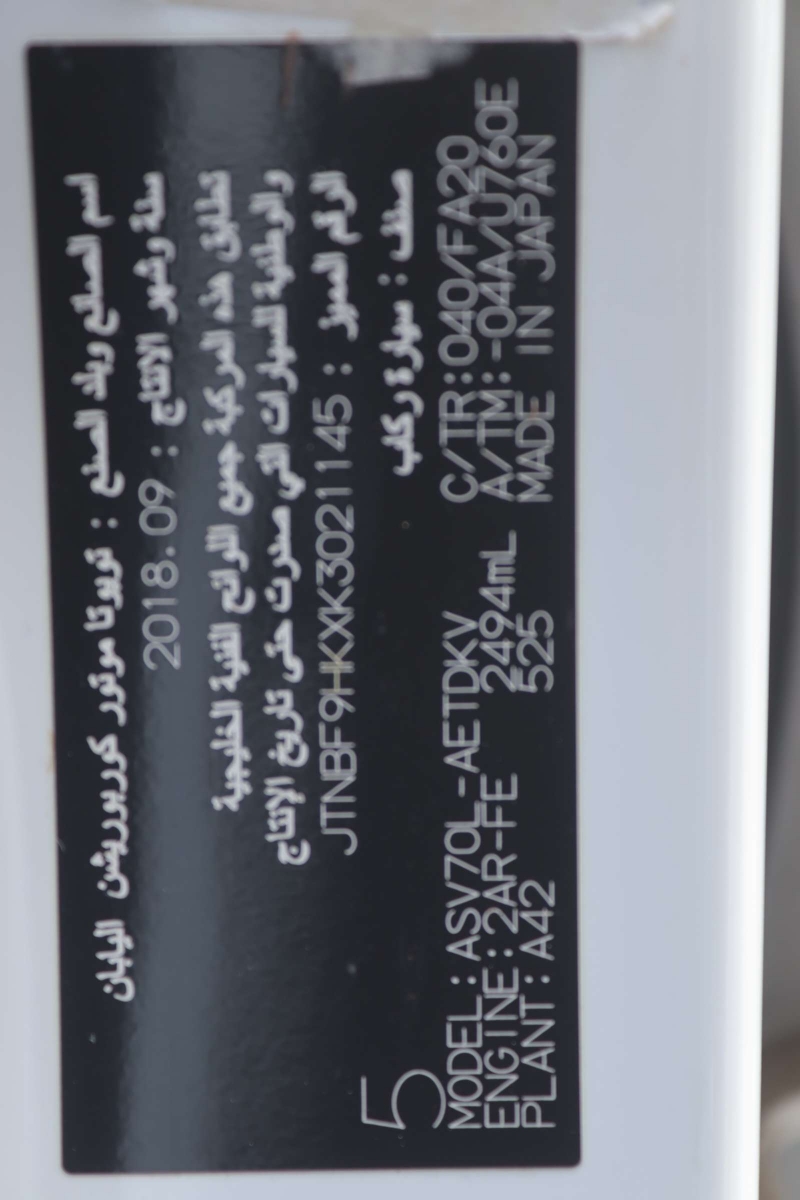 اسم الصانع وبلد الصنع : تويوتا موتور كوربوريشن اليابان
سنة وشهر الانتاج : 2018.09
تطابق هذه المركبة جميع اللوائح الفنية الخليجية
والوطنية للسيارات التي صدرت حتى تاريخ الإنتاج
الرقم المميز : JTNBF9HKXK3021145
صنف : سيارة ركاب
5
MODEL:ASV70L-AETDKV C/TR:040/FA20
ENGINE:2AR-FE 2494mL A/TM:-04A/U760E
PLANT:A42 525 MADE IN JAPAN